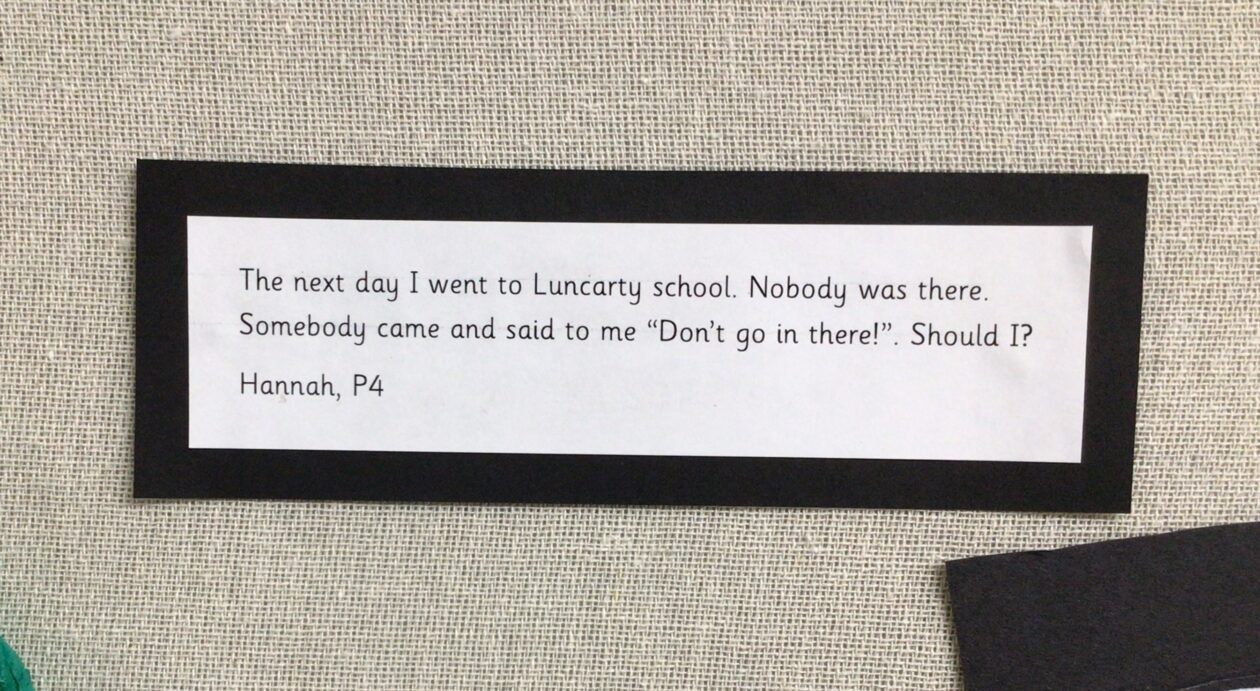 The next day I went to Luncarty school. Nobody was there.
Somebody came and said to me “Don’t go in there!”. Should I?
Hannah, P4